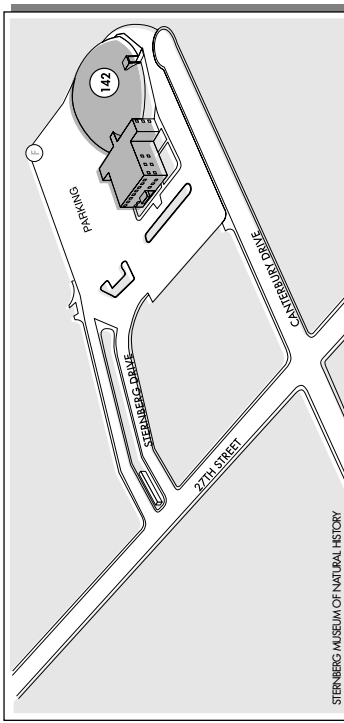 142
F
PARKING
STERNBERG DRIVE
CANTERBURY DRIVE
27TH STREET
STERNBERG MUSEUM OF NATURAL HISTORY